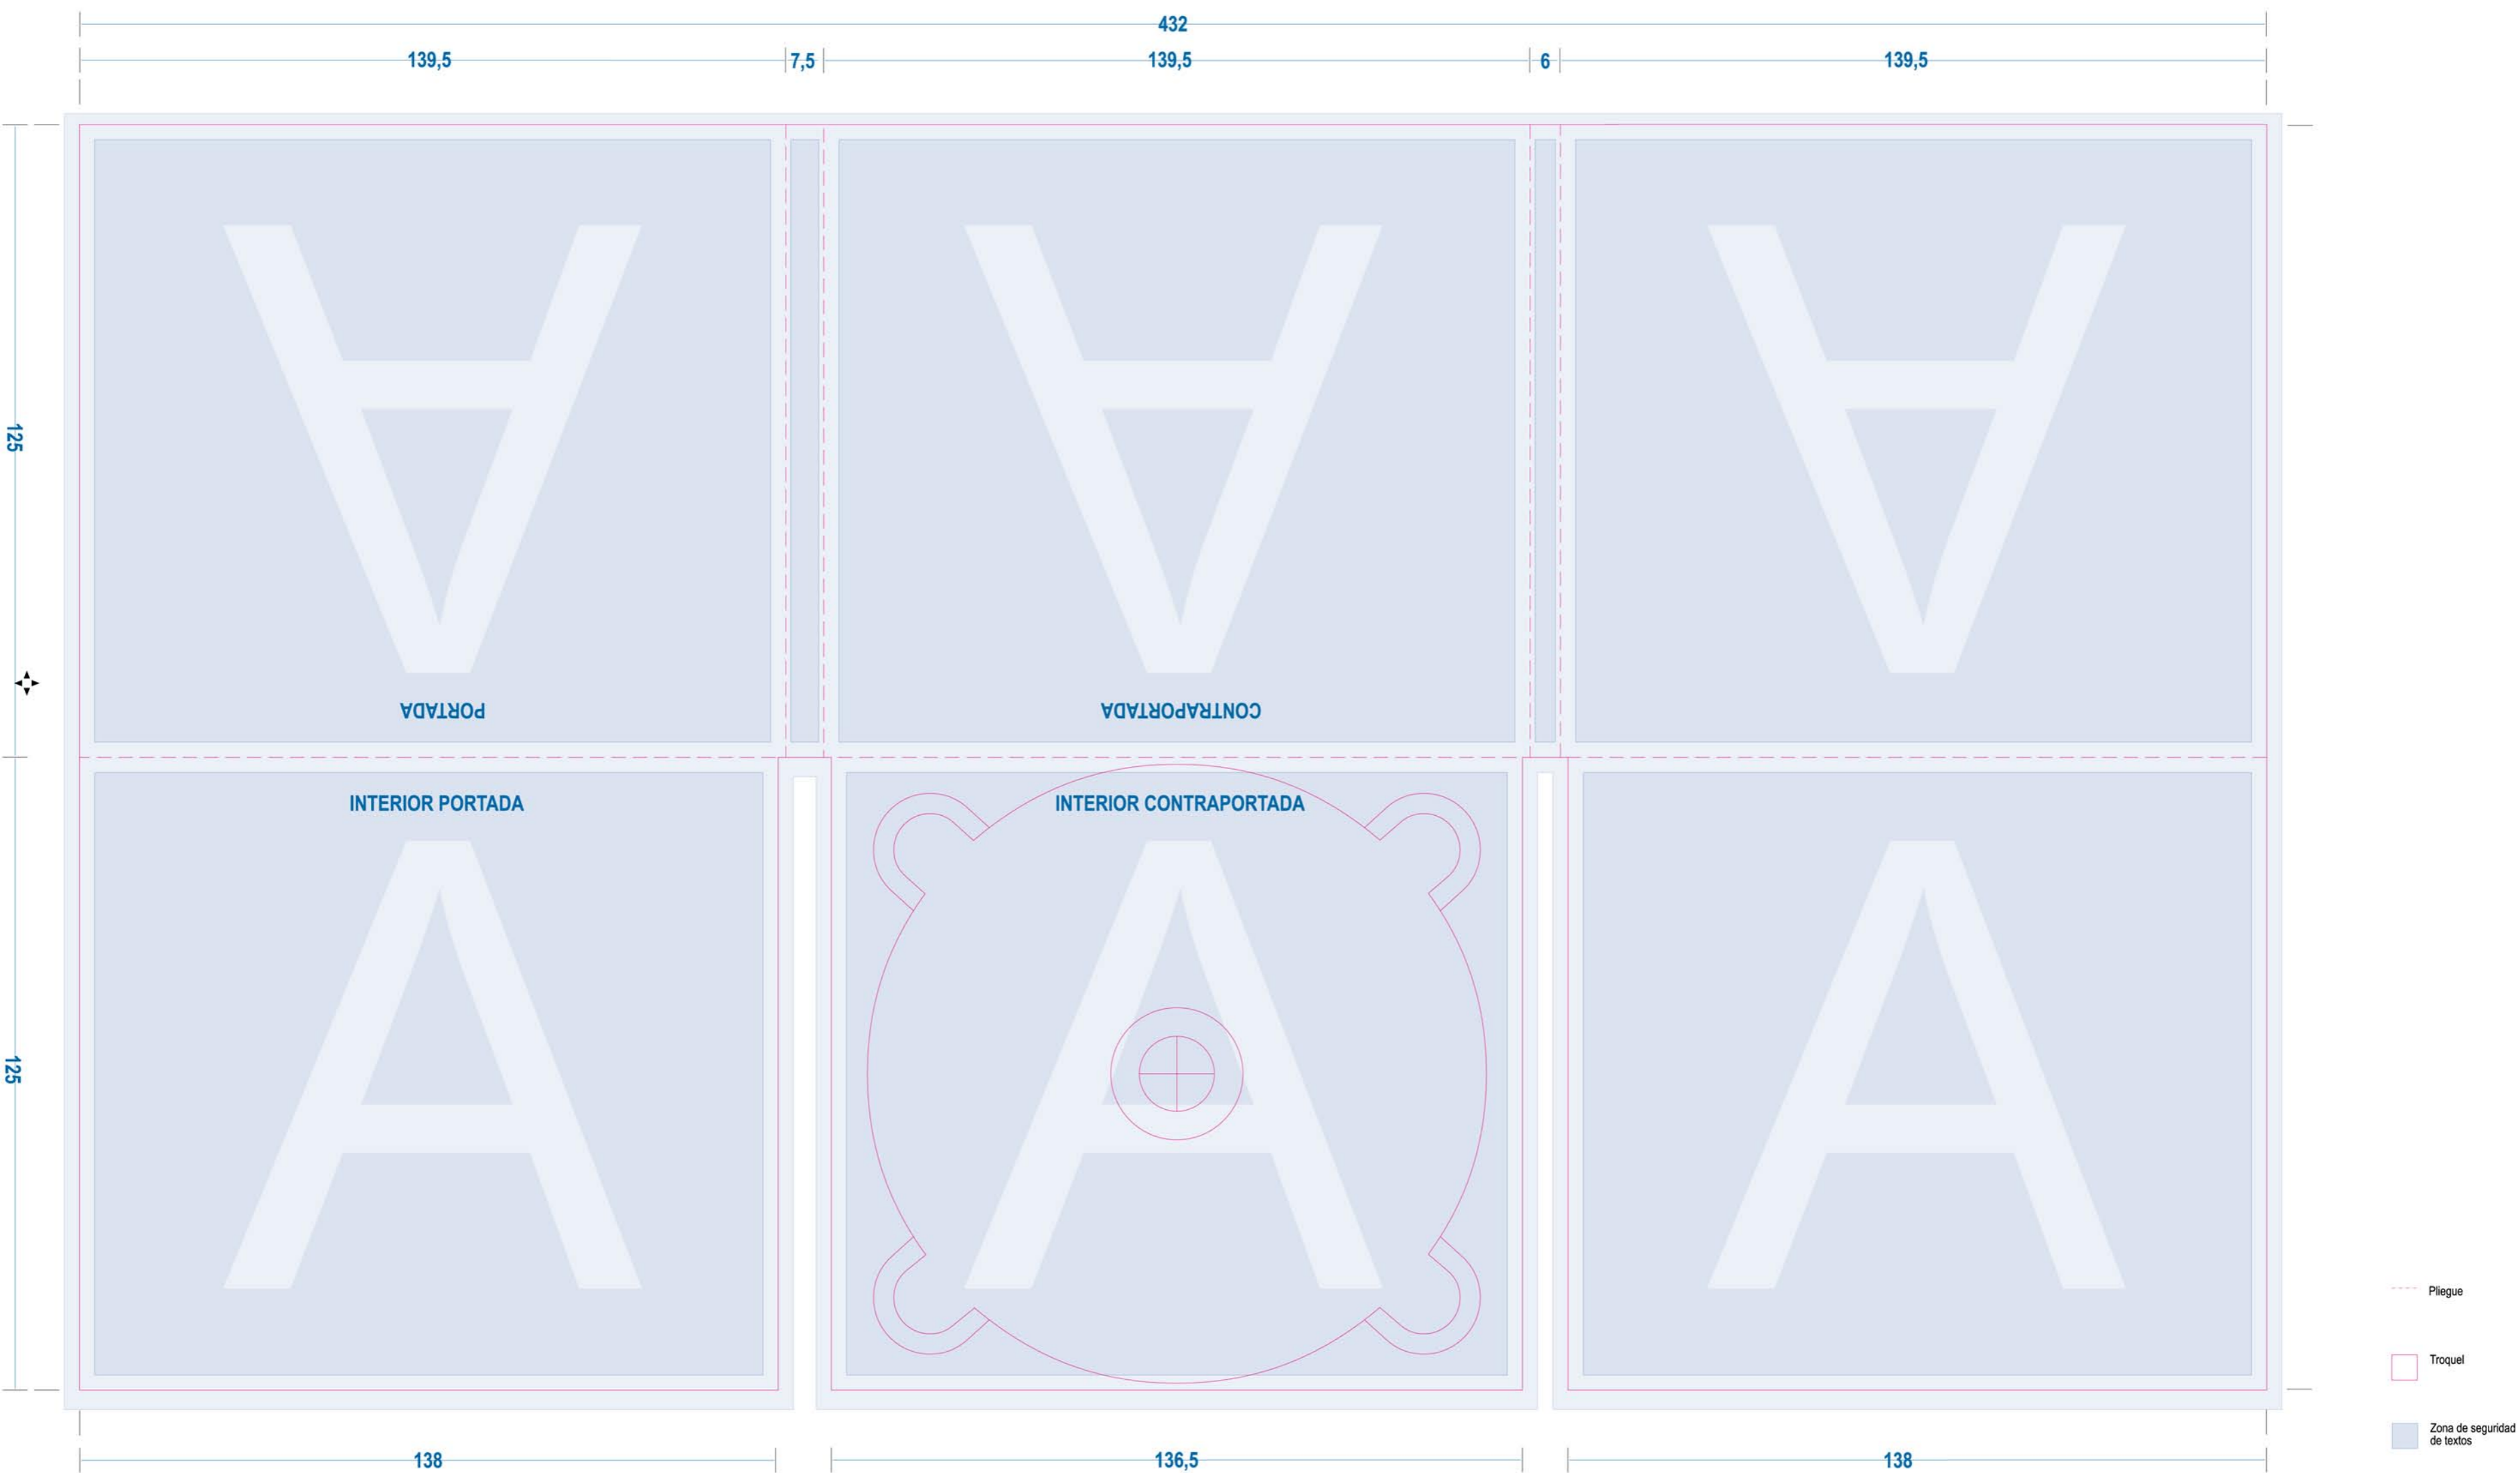 432
139,5 7,5 139,5 6 139,5
A A A
125
PORTADA CONTRAPORTADA
INTERIOR PORTADA INTERIOR CONTRAPORTADA
A A A
125
Pliegue
Troquel
Zona de seguridad
de textos
138 136,5 138